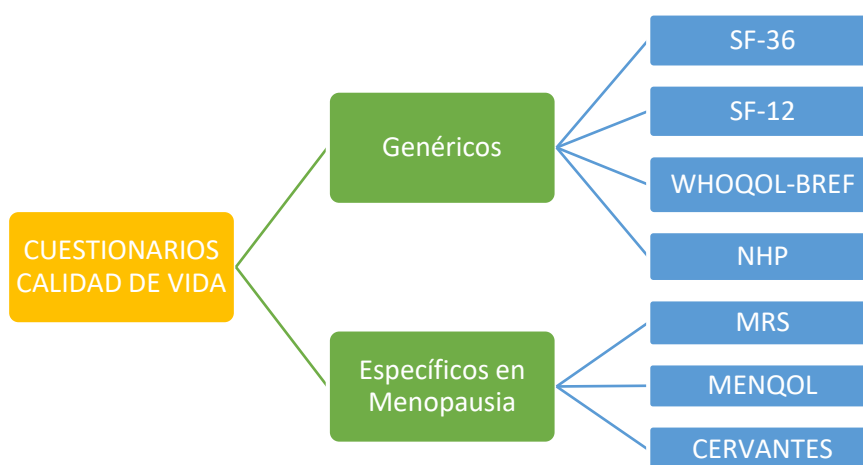 CUESTIONARIOS
CALIDAD DE VIDA
Genéricos
SF-36
SF-12
WHOQOL-BREF
NHP
Específicos en
Menopausia
MRS
MENQOL
CERVANTES